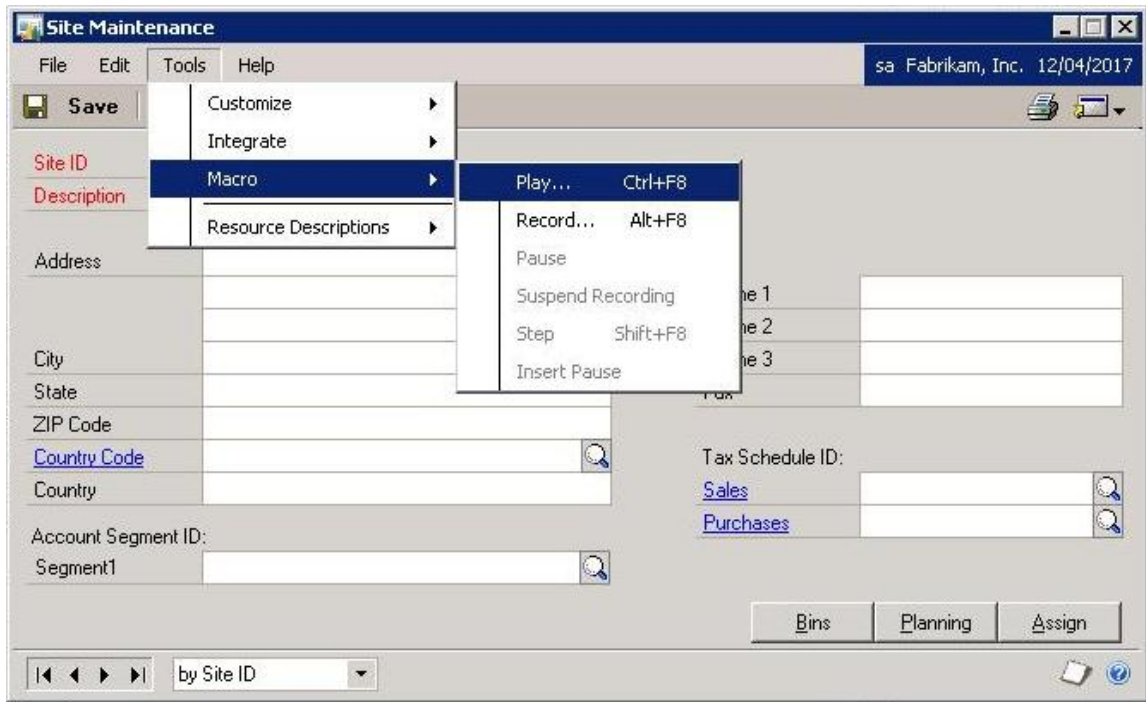 Site Maintenance
File Edit Tools Help
sa Fabrikam, Inc. 12/04/2017
Save
Customize
Integrate
Macro
Resource Descriptions
Play... Ctrl+F8
Record... Alt+F8
Pause
Suspend Recording
Step Shift+F8
Insert Pause
Site ID
Description
Address
City
State
ZIP Code
Country Code
Country
Account Segment ID:
Segment1
1
2
3
Tax Schedule ID:
Sales
Purchases
Bins Planning Assign
by Site ID